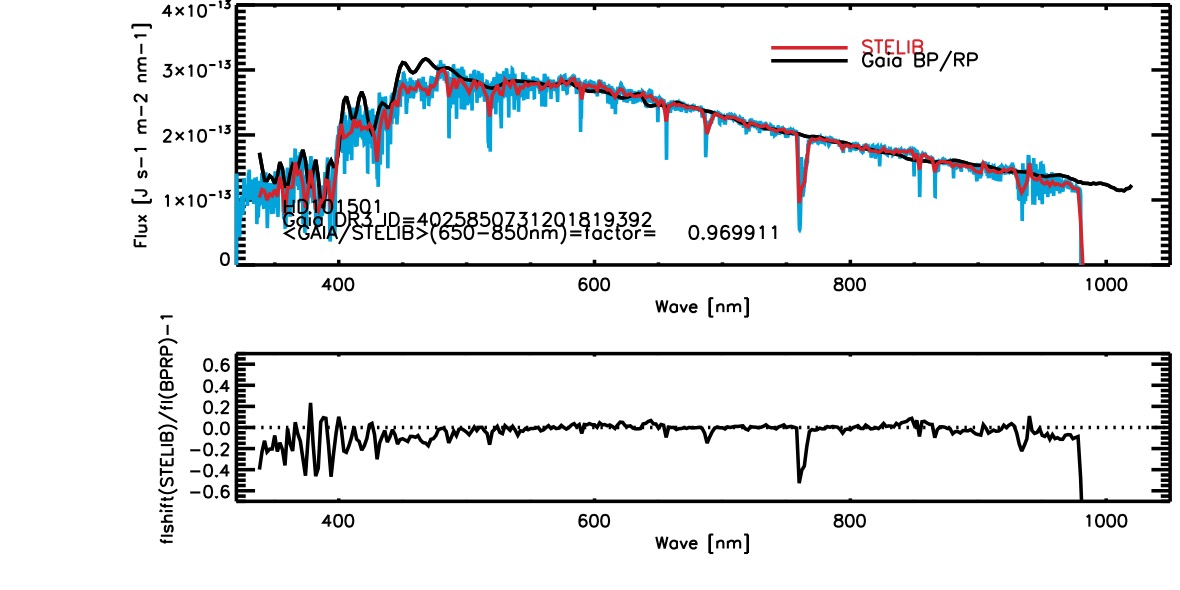 4×10−13
3×10−13
2×10−13
1×10−13
0
Flux [J s−1 m−2 nm−1]
STELIB
Gaia BP/RP
HD101501
Gaia DR3 ID=4025850731201819392
<GAIA/STELIB>(650−850nm)=factor= 0.969911
400 600 800 1000
Wave [nm]
0.6
0.4
0.2
0.0
−0.2
−0.4
−0.6
flshift(STELIB)/fl(BPRP)−1
400 600 800 1000
Wave [nm]